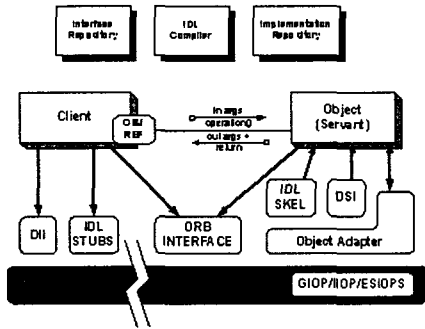 Interface
Repository
IDL
Compiler
Implementation
Repository
Client
OBJ
REF
in args
operation()
out args +
return
Object
(Servant)
DII
IDL
STUBS
ORB
INTERFACE
IDL
SKEL
DSI
Object Adapter
GIOP/IIOP/ESIOPS